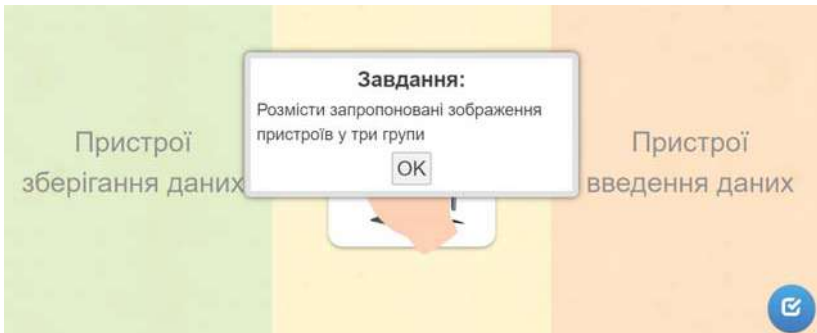 Завдання:
Розмісти запропоновані зображення
пристроїв у три групи
OK
Пристрої
зберігання даних
Пристрої
введення даних